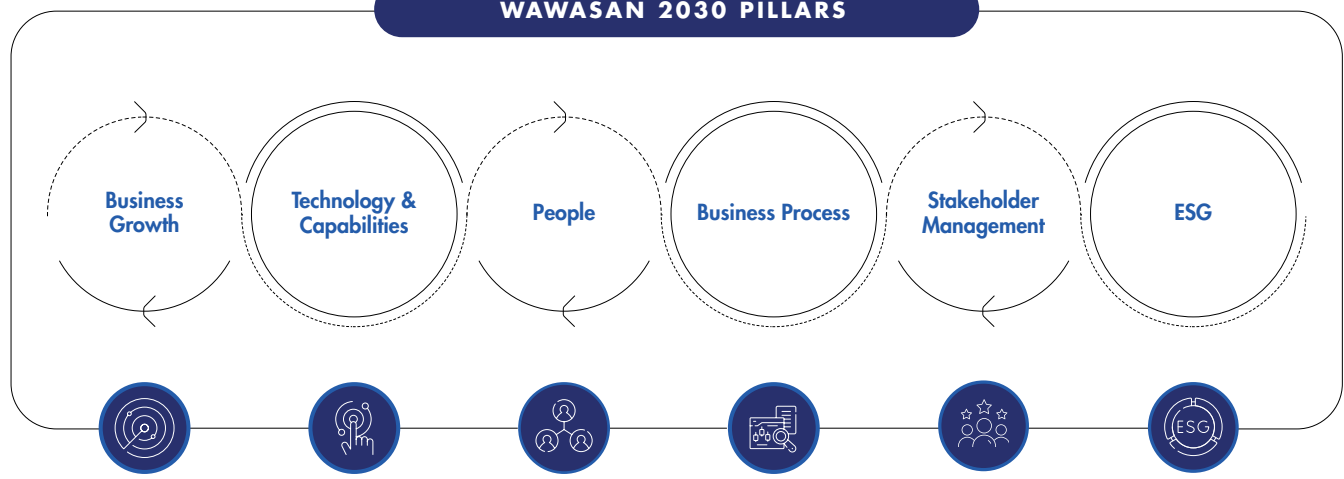 WAWASAN 2030 PILLARS
Business
Growth
Technology &
Capabilities
People
Business Process
Stakeholder
Management
ESG
ESG